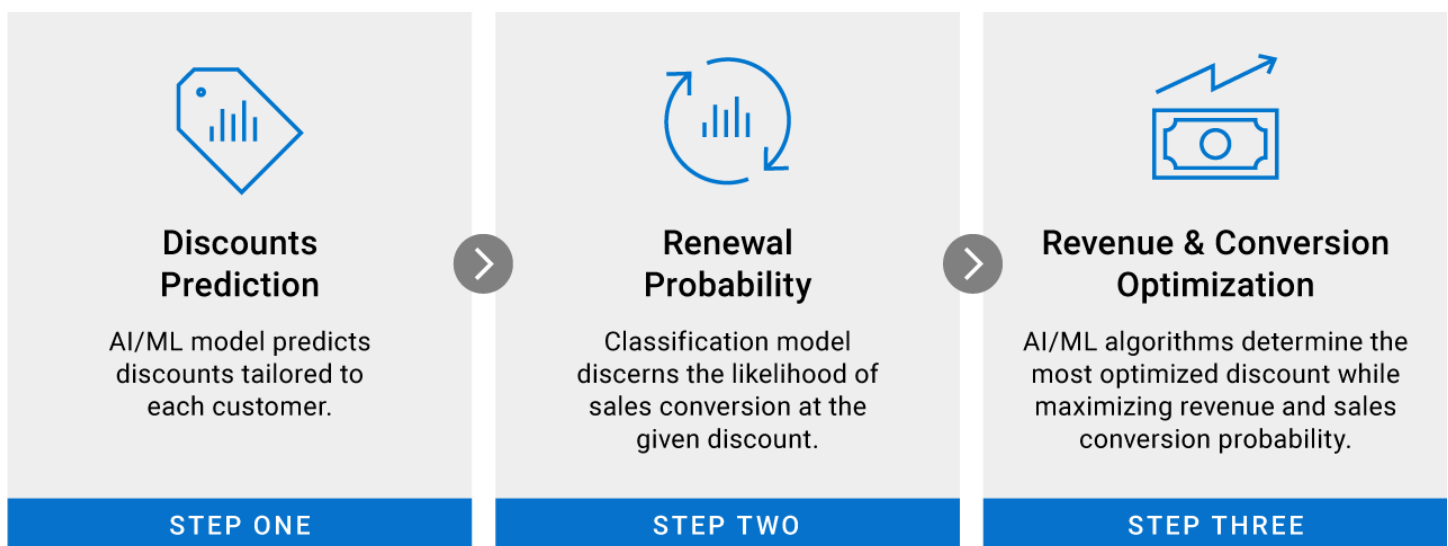 Discounts
Prediction
AI/ML model predicts
discounts tailored to
each customer.
STEP ONE
Renewal
Probability
Classification model
discerns the likelihood of
sales conversion at the
given discount.
STEP TWO
Revenue & Conversion
Optimization
AI/ML algorithms determine the
most optimized discount while
maximizing revenue and sales
conversion probability.
STEP THREE